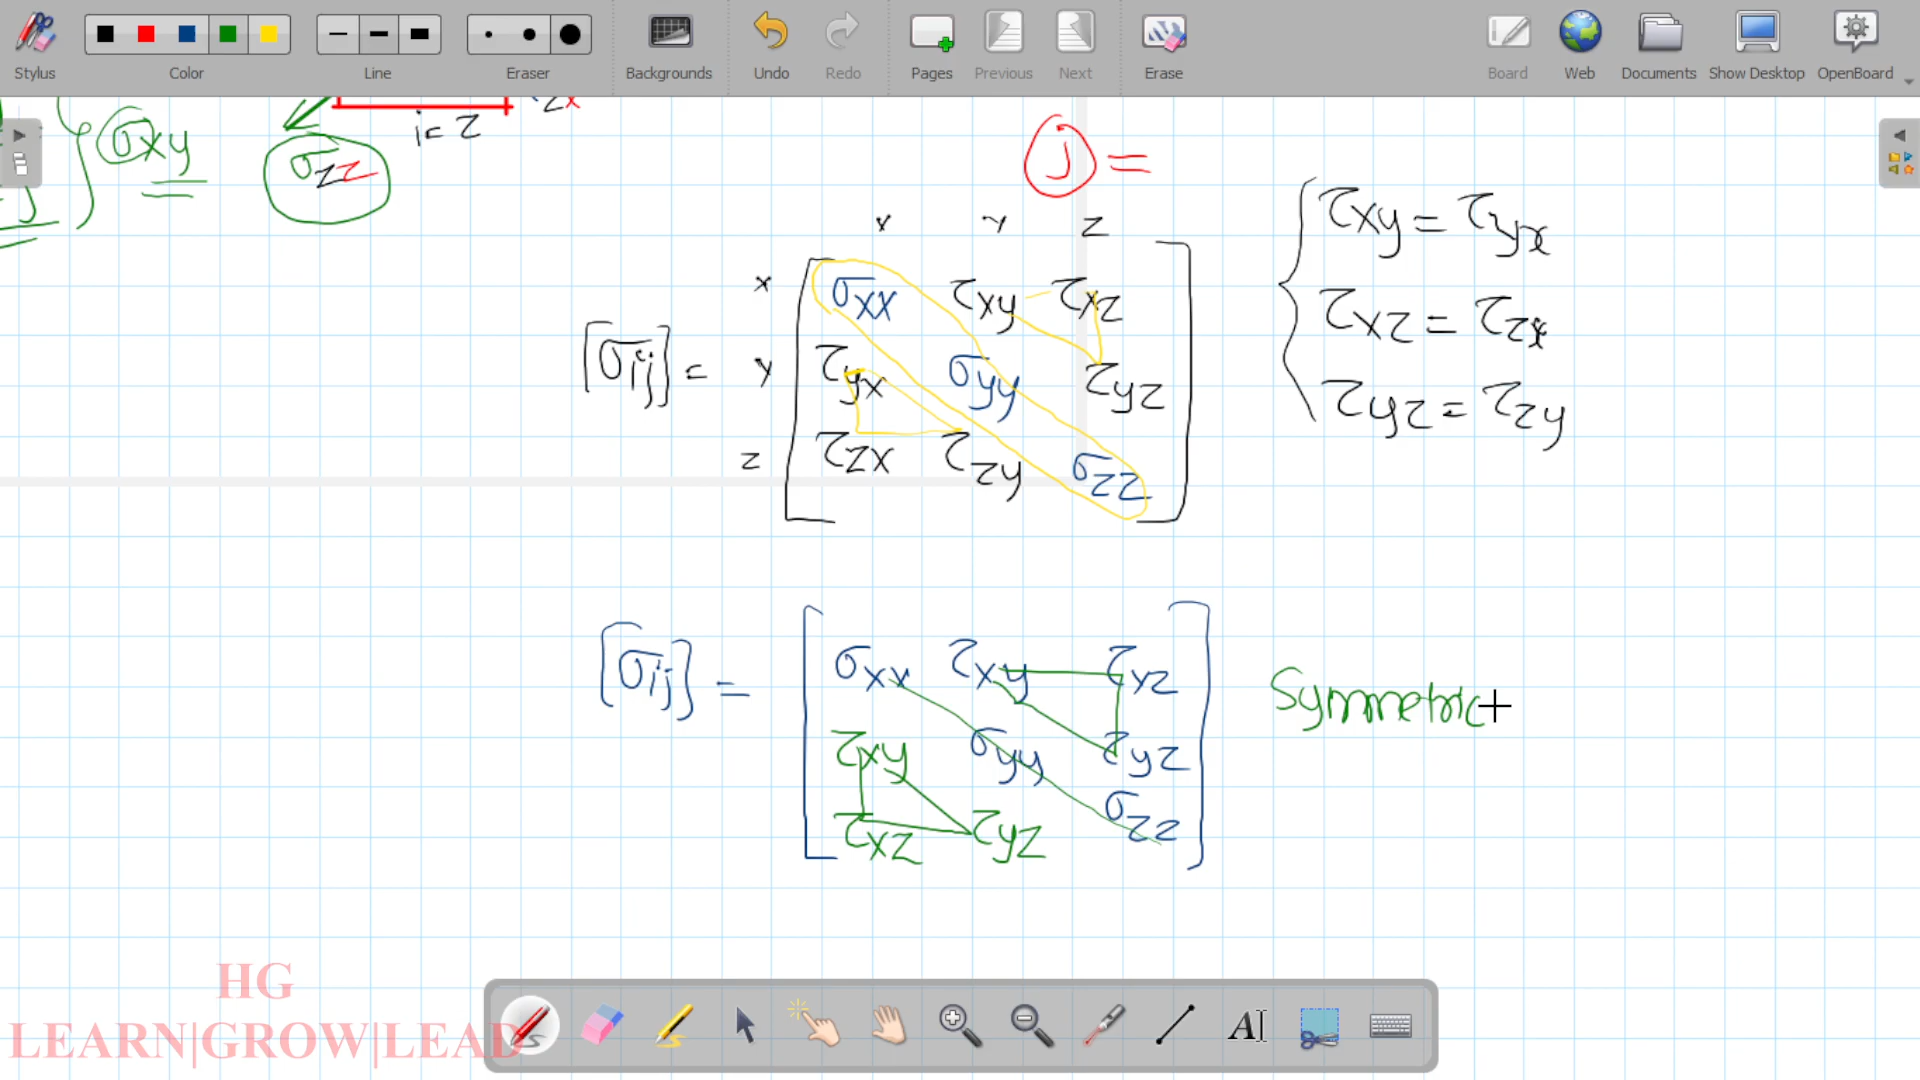 Stylus Color Line Eraser Backgrounds Undo Redo Pages Previous Next Erase Board Web Documents Show Desktop OpenBoard
σxy
σzz
i = z
zx
j =
x y z
x σxx τxy τxz
[σij] = y τyx σyy τyz
z τzx τzy σzz
τxy = τyx
τxz = τzx
τyz = τzy
[σij] = σxx τxy τxz
τxy σyy τyz
τxz τyz σzz
Symmetric
HG
LEARN|GROW|LEAD